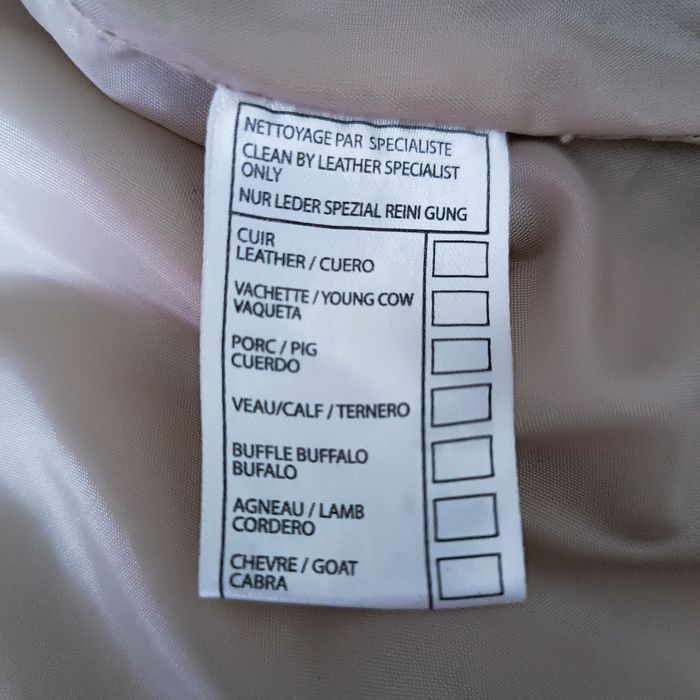 NETTOYAGE PAR SPECIALISTE
CLEAN BY LEATHER SPECIALIST
ONLY
NUR LEDER SPEZIAL REINI GUNG
CUIR
LEATHER / CUERO
VACHETTE / YOUNG COW
VAQUETA
PORC / PIG
CUERDO
VEAU/CALF / TERNERO
BUFFLE BUFFALO
BUFALO
AGNEAU / LAMB
CORDERO
CHEVRE / GOAT
CABRA